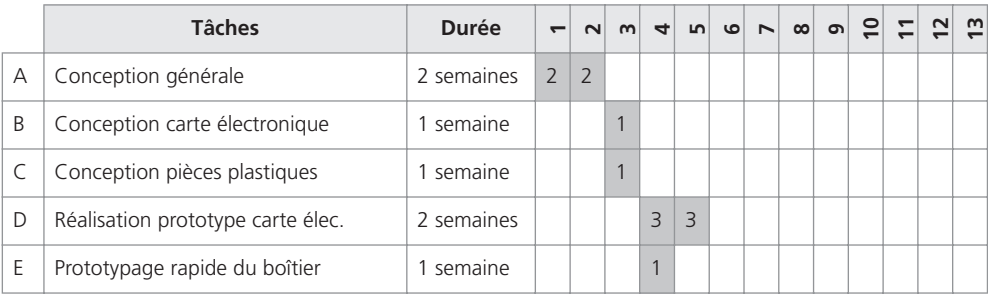 Tâches Durée 1 2 3 4 5 6 7 8 9 10 11 12 13
A Conception générale 2 semaines 2 2
B Conception carte électronique 1 semaine 1
C Conception pièces plastiques 1 semaine 1
D Réalisation prototype carte élec. 2 semaines 3 3
E Prototypage rapide du boîtier 1 semaine 1